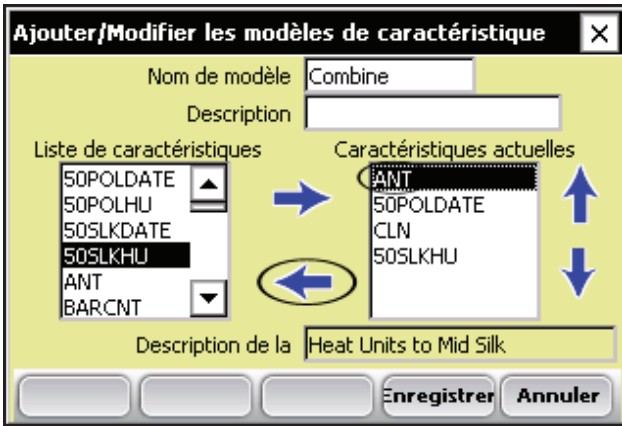 Ajouter/Modifier les modèles de caractéristique
Nom de modèle Combine
Description
Liste de caractéristiques
Caractéristiques actuelles
50POLDATE
50POLHU
50SLKDATE
50SLKHU
ANT
BARCNT
ANT
50POLDATE
CLN
50SLKHU
Description de la Heat Units to Mid Silk
Enregistrer Annuler